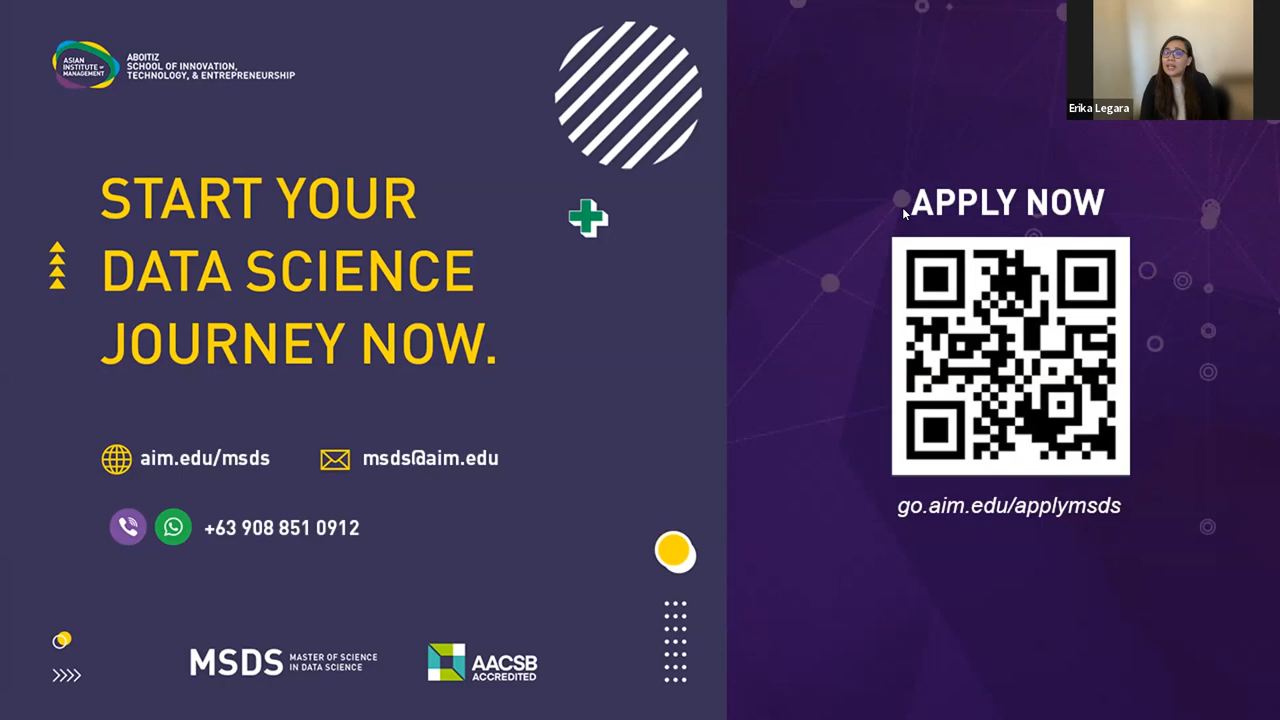 ASIAN
INSTITUTE OF
MANAGEMENT
ABOITIZ
SCHOOL OF INNOVATION,
TECHNOLOGY, & ENTREPRENEURSHIP
START YOUR
DATA SCIENCE
JOURNEY NOW.
aim.edu/msds
msds@aim.edu
+63 908 851 0912
MSDS
MASTER OF SCIENCE
IN DATA SCIENCE
AACSB
ACCREDITED
Erika Legara
APPLY NOW
go.aim.edu/applymsds